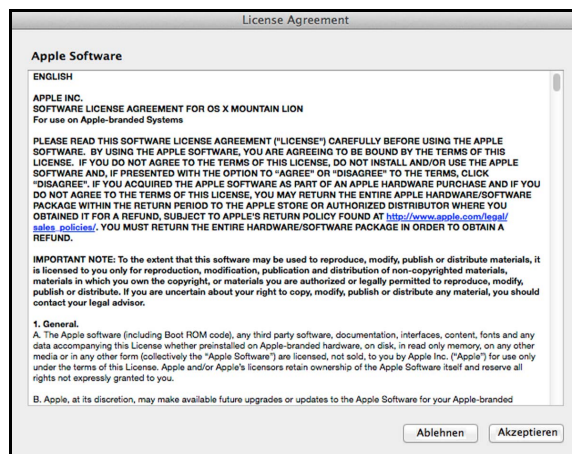 License Agreement
Apple Software
ENGLISH
APPLE INC.
SOFTWARE LICENSE AGREEMENT FOR OS X MOUNTAIN LION
For use on Apple-branded Systems
PLEASE READ THIS SOFTWARE LICENSE AGREEMENT ("LICENSE") CAREFULLY BEFORE USING THE APPLE
SOFTWARE. BY USING THE APPLE SOFTWARE, YOU ARE AGREEING TO BE BOUND BY THE TERMS OF THIS
LICENSE. IF YOU DO NOT AGREE TO THE TERMS OF THIS LICENSE, DO NOT INSTALL AND/OR USE THE APPLE
SOFTWARE AND, IF PRESENTED WITH THE OPTION TO “AGREE” OR “DISAGREE” TO THE TERMS, CLICK
“DISAGREE”. IF YOU ACQUIRED THE APPLE SOFTWARE AS PART OF AN APPLE HARDWARE PURCHASE AND IF YOU
DO NOT AGREE TO THE TERMS OF THIS LICENSE, YOU MAY RETURN THE ENTIRE APPLE HARDWARE/SOFTWARE
PACKAGE WITHIN THE RETURN PERIOD TO THE APPLE STORE OR AUTHORIZED DISTRIBUTOR WHERE YOU
OBTAINED IT FOR A REFUND, SUBJECT TO APPLE'S RETURN POLICY FOUND AT http://www.apple.com/legal/
sales_policies/. YOU MUST RETURN THE ENTIRE HARDWARE/SOFTWARE PACKAGE IN ORDER TO OBTAIN A
REFUND.
IMPORTANT NOTE: To the extent that this software may be used to reproduce, modify, publish or distribute materials, it
is licensed to you only for reproduction, modification, publication and distribution of non-copyrighted materials,
materials in which you own the copyright, or materials you are authorized or legally permitted to reproduce, modify,
publish or distribute. If you are uncertain about your right to copy, modify, publish or distribute any material, you should
contact your legal advisor.
1. General.
A. The Apple software (including Boot ROM code), any third party software, documentation, interfaces, content, fonts and any
data accompanying this License whether preinstalled on Apple-branded hardware, on disk, in read only memory, on any other
media or in any other form (collectively the “Apple Software”) are licensed, not sold, to you by Apple Inc. (“Apple”) for use only
under the terms of this License. Apple and/or Apple’s licensors retain ownership of the Apple Software itself and reserve all
rights not expressly granted to you.
B. Apple, at its discretion, may make available future upgrades or updates to the Apple Software for your Apple-branded
Ablehnen
Akzeptieren